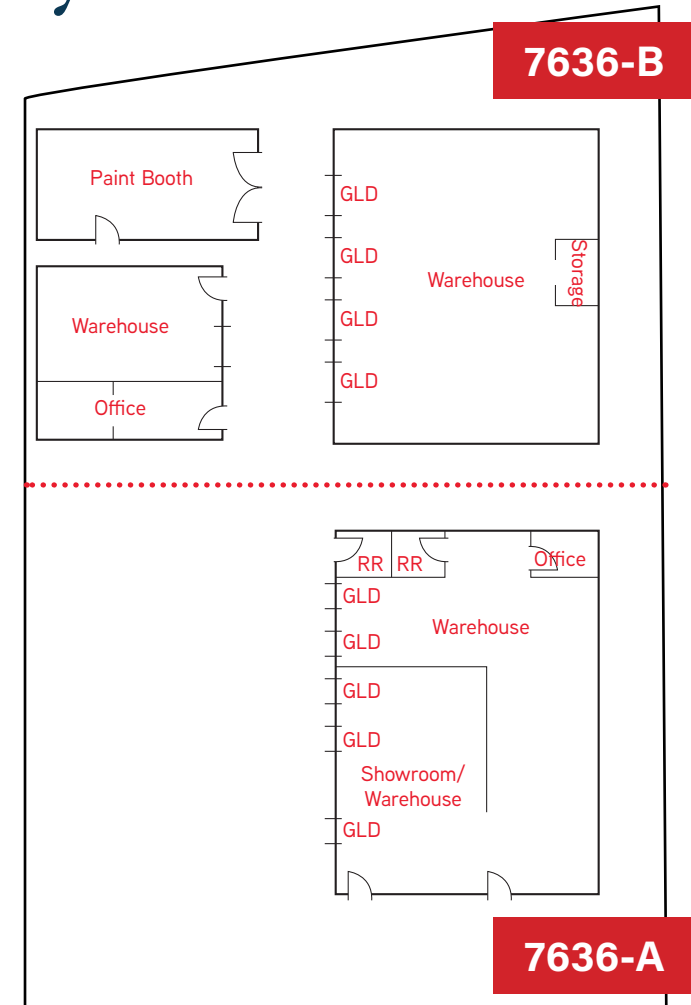 7636-B
Paint Booth
GLD
GLD
Warehouse
Storage
GLD
Warehouse
GLD
Office
RR
RR
Office
GLD
Warehouse
GLD
GLD
GLD
Showroom/
Warehouse
GLD
7636-A